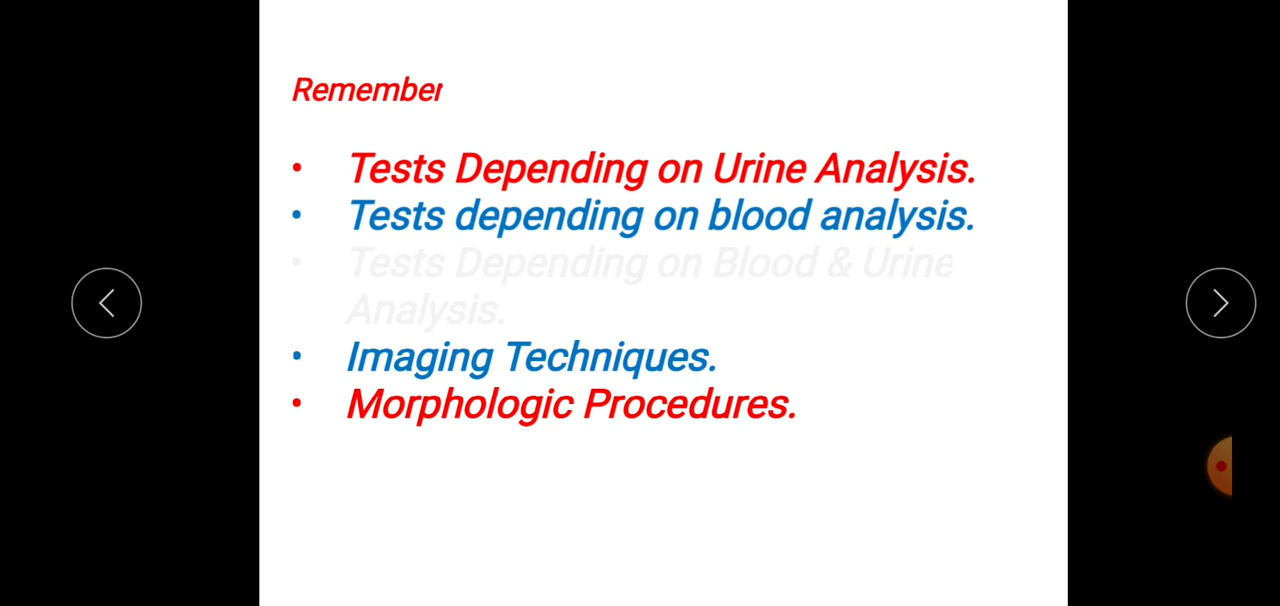 Remember
• Tests Depending on Urine Analysis.
• Tests depending on blood analysis.
• Tests Depending on Blood & Urine
Analysis.
• Imaging Techniques.
• Morphologic Procedures.